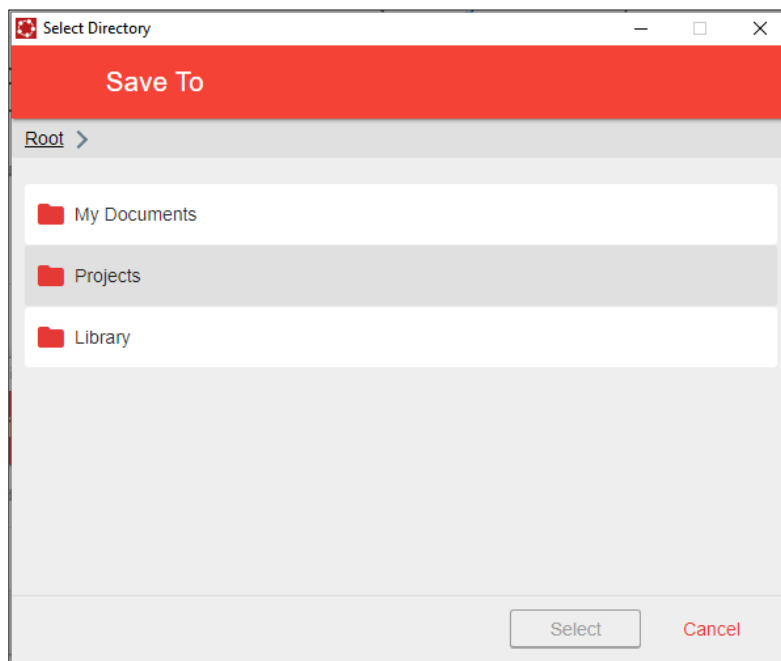 Select Directory
Save To
Root
My Documents
Projects
Library
Select Cancel